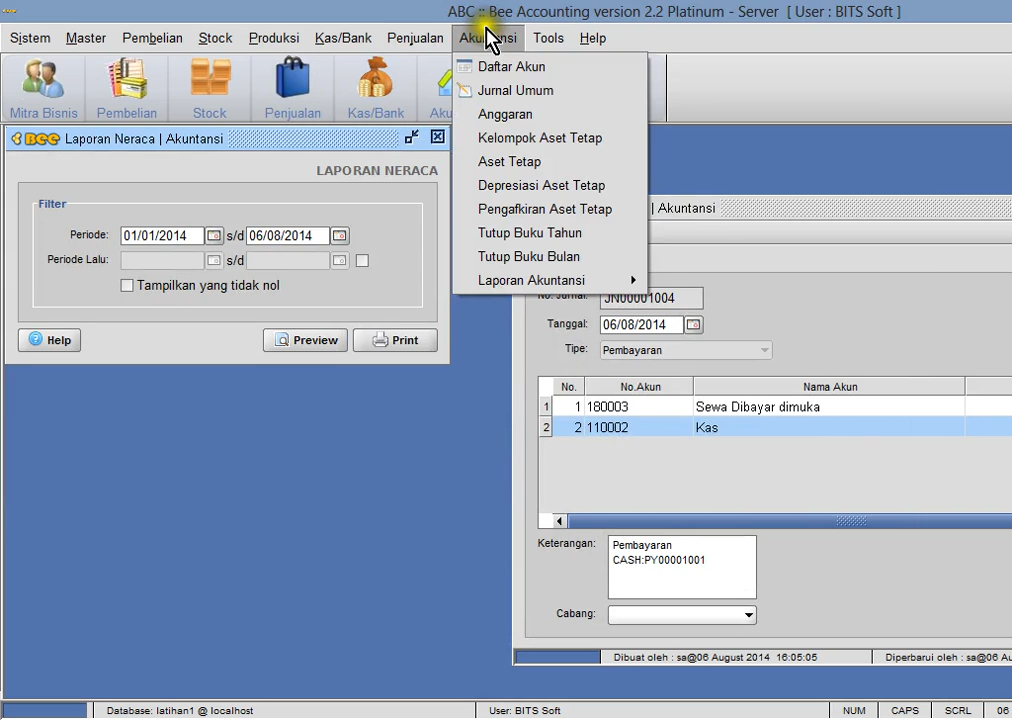 ABC :: Bee Accounting version 2.2 Platinum - Server [ User : BITS Soft ]
Sistem Master Pembelian Stock Produksi Kas/Bank Penjualan Tools Help
Mitra Bisnis Pembelian Stock Penjualan Kas/Bank
Daftar Akun
Jurnal Umum
Anggaran
Kelompok Aset Tetap
Aset Tetap
Depresiasi Aset Tetap
Pengafkiran Aset Tetap
Tutup Buku Tahun
Tutup Buku Bulan
Laporan Akuntansi
BEE Laporan Neraca | Akuntansi
LAPORAN NERACA
Filter
Periode: 01/01/2014 s/d 06/08/2014
Periode Lalu: s/d
Tampilkan yang tidak nol
Help Preview Print
| Akuntansi
No. Jurnal: JN00001004
Tanggal: 06/08/2014
Tipe: Pembayaran
No. No.Akun Nama Akun
1 1 180003 Sewa Dibayar dimuka
2 2 110002 Kas
Keterangan: Pembayaran
CASH:PY00001001
Cabang:
Dibuat oleh : sa@06 August 2014 16:05:05 Diperbarui oleh : sa@06 Au
Database: latihan1 @ localhost User: BITS Soft NUM CAPS SCRL 06